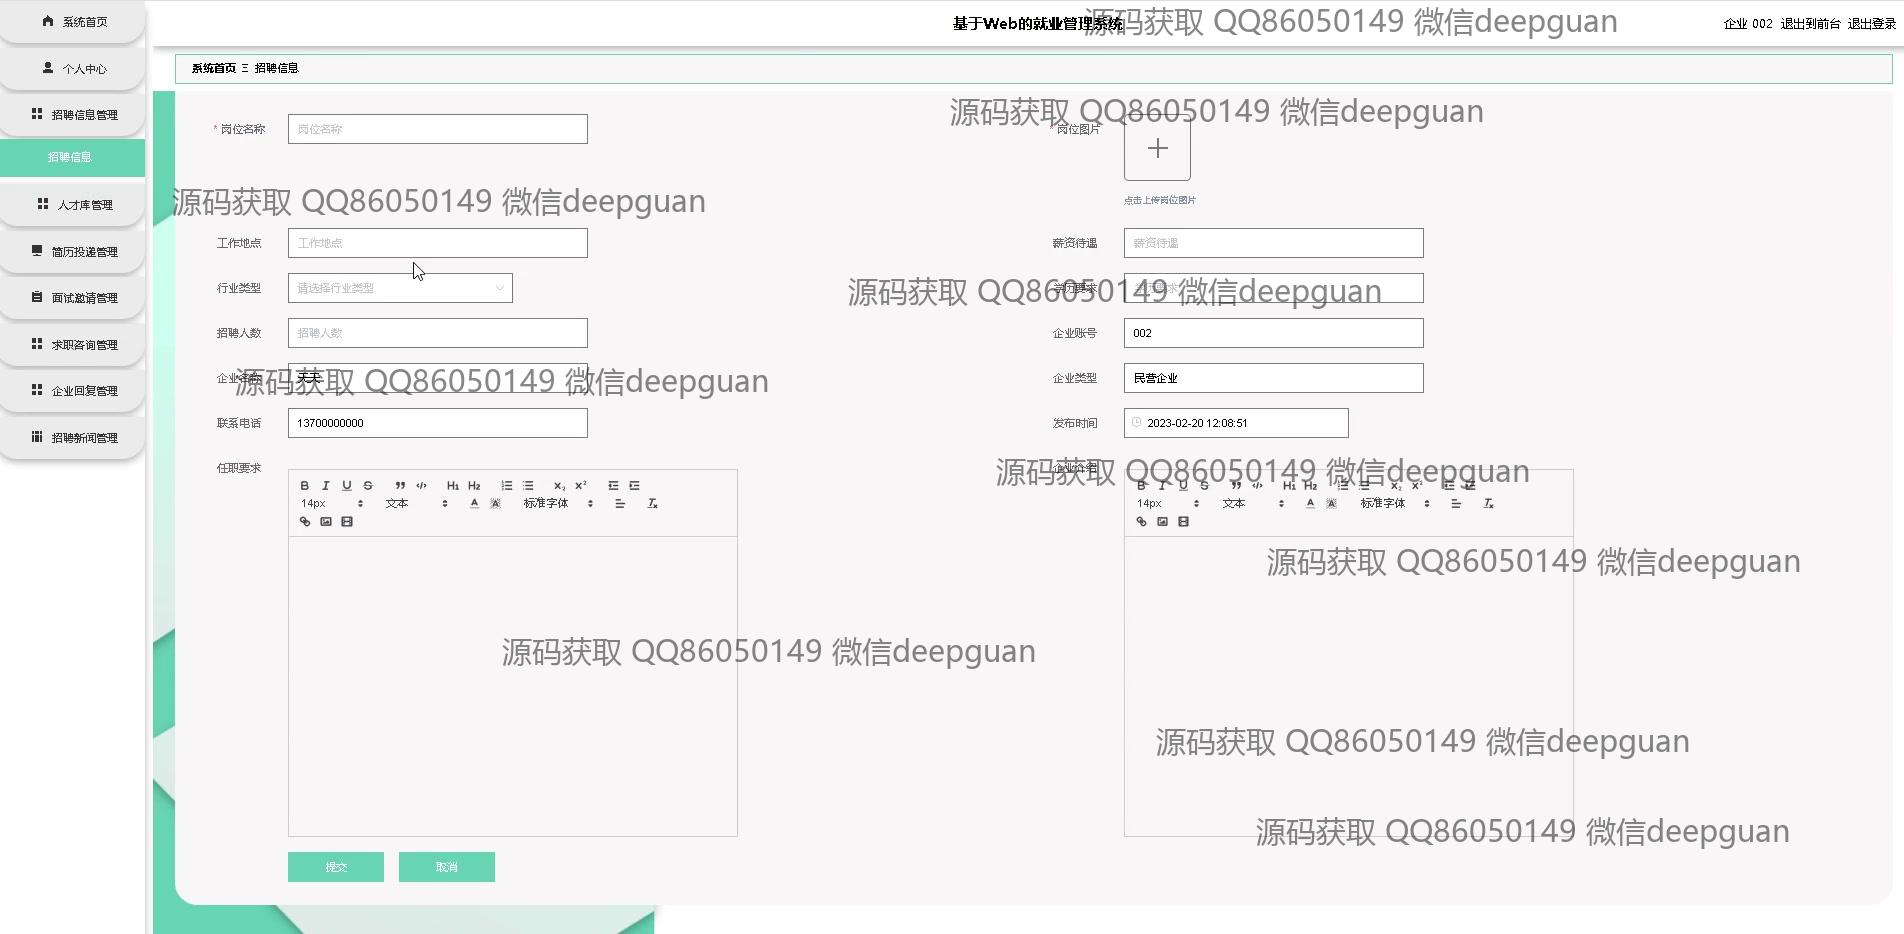 系统首页
个人中心
招聘信息管理
招聘信息
人才库管理
简历投递管理
面试邀请管理
求职咨询管理
企业回复管理
招聘新闻管理
基于Web的就业管理系统
源码获取 QQ86050149 微信deepguan
企业 002 退出到前台 退出登录
系统首页 Ξ 招聘信息
源码获取 QQ86050149 微信deepguan
* 岗位名称 岗位名称
* 岗位图片
点击上传岗位图片
源码获取 QQ86050149 微信deepguan
工作地点 工作地点
薪资待遇 薪资待遇
行业类型 请选择行业类型
学历要求 学历要求
源码获取 QQ86050149 微信deepguan
招聘人数 招聘人数
企业账号 002
企业名称 天天
源码获取 QQ86050149 微信deepguan
企业类型 民营企业
联系电话 13700000000
发布时间 2023-02-20 12:08:51
任职要求
企业介绍
源码获取 QQ86050149 微信deepguan
B I U S ” </> H1 H2 X2 X²
14px 文本 A A 标准字体 Tx
B I U S ” </> H1 H2 X2 X²
14px 文本 A A 标准字体 Tx
源码获取 QQ86050149 微信deepguan
源码获取 QQ86050149 微信deepguan
源码获取 QQ86050149 微信deepguan
源码获取 QQ86050149 微信deepguan
提交 取消